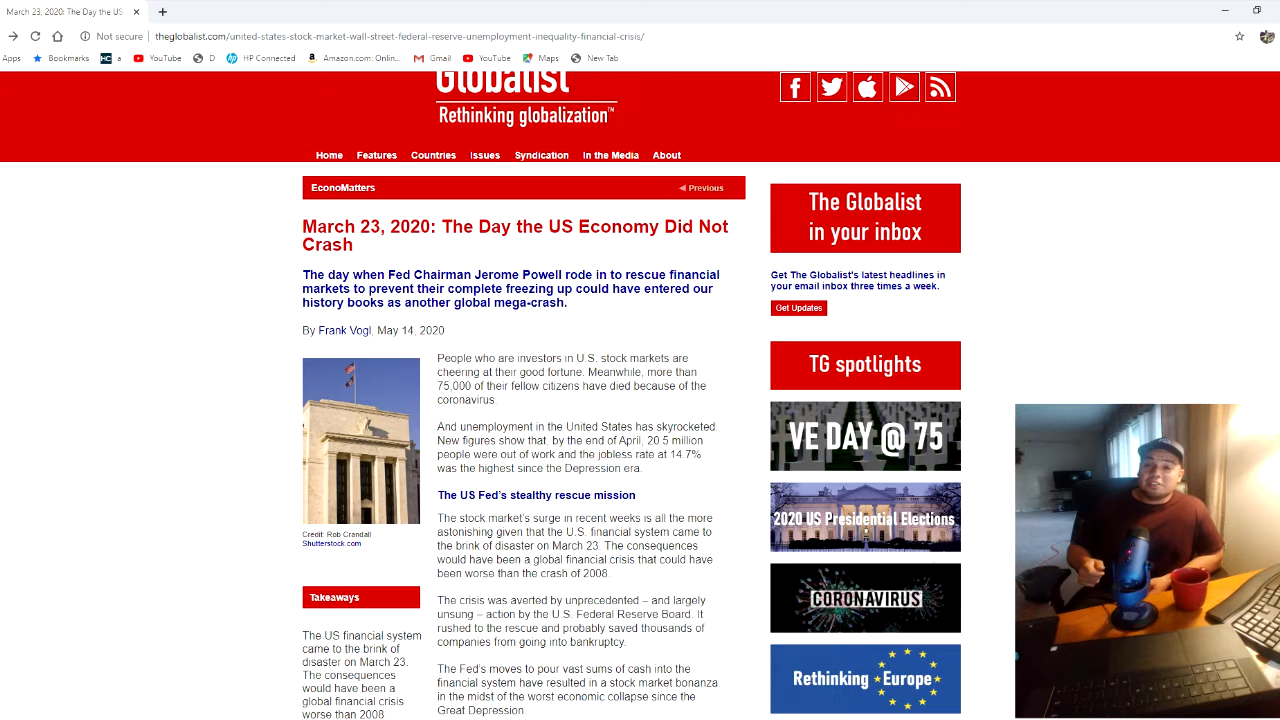 March 23, 2020: The Day the US
Not secure
theglobalist.com/united-states-stock-market-wall-street-federal-reserve-unemployment-inequality-financial-crisis/
Apps Bookmarks HC a YouTube D HP Connected Amazon.com: Onlin... Gmail YouTube Maps New Tab
Globalist
Rethinking globalization™
Home Features Countries Issues Syndication In the Media About
EconoMatters
Previous
March 23, 2020: The Day the US Economy Did Not
Crash
The day when Fed Chairman Jerome Powell rode in to rescue financial
markets to prevent their complete freezing up could have entered our
history books as another global mega-crash.
By Frank Vogl, May 14, 2020
People who are investors in U.S. stock markets are
cheering at their good fortune. Meanwhile, more than
75,000 of their fellow citizens have died because of the
coronavirus.
And unemployment in the United States has skyrocketed.
New figures show that, by the end of April, 20.5 million
people were out of work and the jobless rate at 14.7%
was the highest since the Depression era.
The US Fed's stealthy rescue mission
The stock market's surge in recent weeks is all the more
astonishing given that the U.S. financial system came to
the brink of disaster on March 23. The consequences
would have been a global financial crisis that could have
been worse than the crash of 2008.
The crisis was averted by unprecedented – and largely
unsung – action by the U.S. Federal Reserve Board. It
rushed to the rescue and probably saved thousands of
companies from going into bankruptcy.
The Fed's moves to pour vast sums of cash into the
financial system have resulted in a stock market bonanza
in the midst of the worst economic collapse since the
Great Depression.
Credit: Rob Crandall
Shutterstock.com
Takeaways
The US financial system
came to the brink of
disaster on March 23.
The consequences
would have been a
global financial crisis
worse than 2008
The Globalist
in your inbox
Get The Globalist's latest headlines in
your email inbox three times a week.
Get Updates
TG spotlights
VE DAY @ 75
2020 US Presidential Elections
CORONAVIRUS
Rethinking Europe